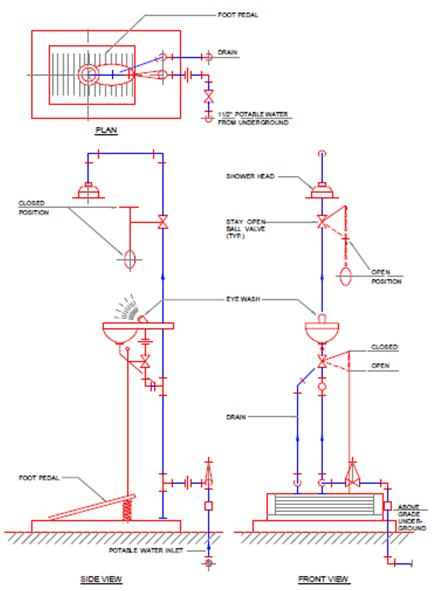 FOOT PEDAL
DRAIN
1 1/2" POTABLE WATER
FROM UNDERGROUND
PLAN
SHOWER HEAD
CLOSED
POSITION
STAY OPEN
BALL VALVE
(TYP.)
OPEN
POSITION
EYE WASH
CLOSED
OPEN
DRAIN
FOOT PEDAL
ABOVE
GRADE
UNDER-
GROUND
POTABLE WATER INLET
SIDE VIEW
FRONT VIEW